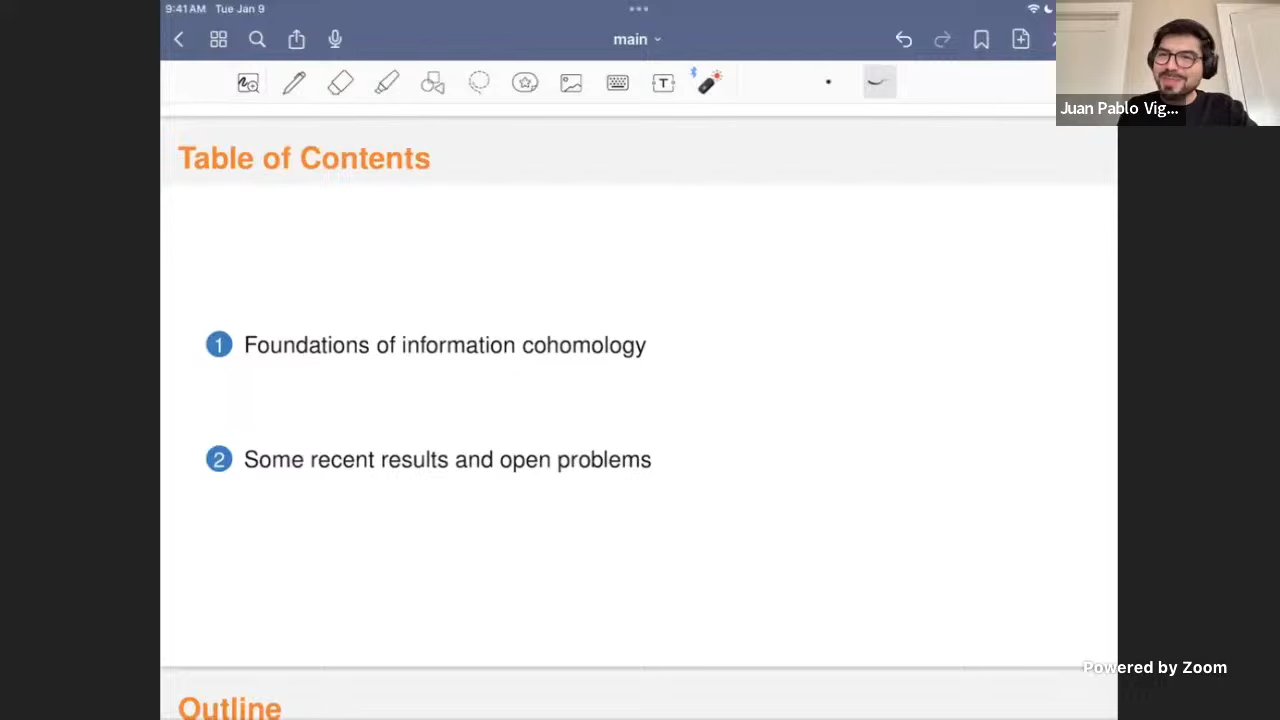 9:41 AM Tue Jan 9
main
T
Juan Pablo Vig...
Table of Contents
1 Foundations of information cohomology
2 Some recent results and open problems
Powered by Zoom
Outline